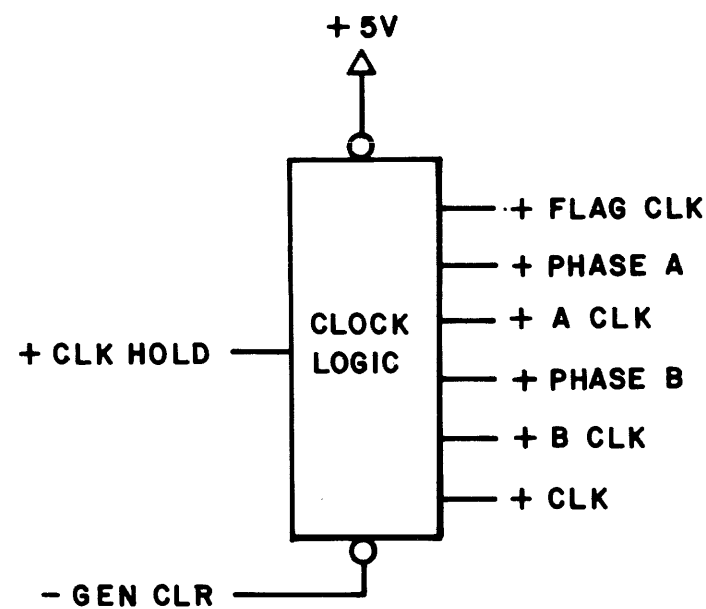 + 5V
+ FLAG CLK
+ PHASE A
+ A CLK
CLOCK
LOGIC
+ CLK HOLD
+ PHASE B
+ B CLK
+ CLK
- GEN CLR